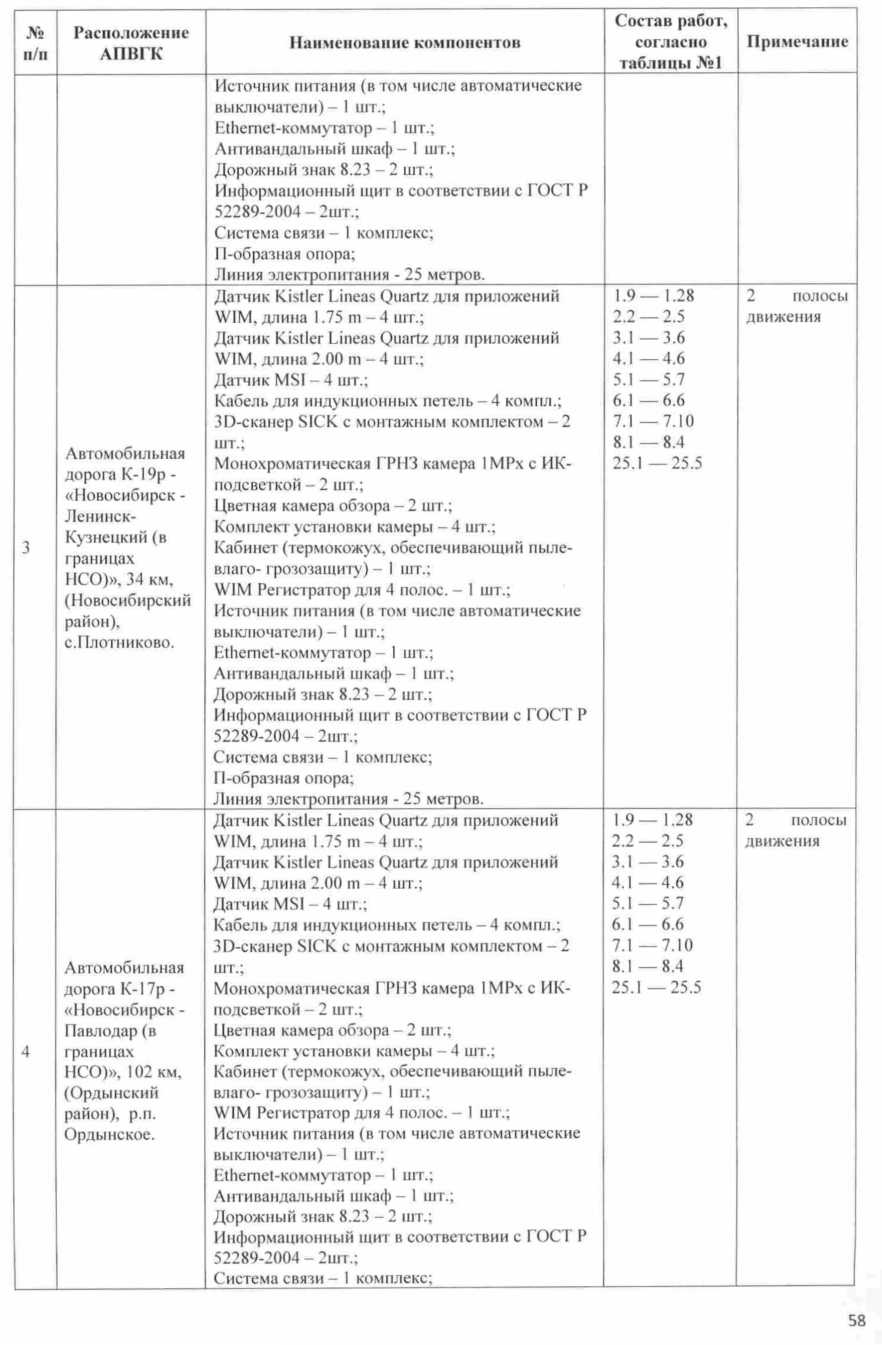 №
п/п
Расположение
АПВГК
Наименование компонентов
Состав работ,
согласно
таблицы №1
Примечание
Источник питания (в том числе автоматические
выключатели) – 1 шт.;
Ethernet-коммутатор – 1 шт.;
Антивандальный шкаф – 1 шт.;
Дорожный знак 8.23 – 2 шт.;
Информационный щит в соответствии с ГОСТ Р
52289-2004 – 2шт.;
Система связи – 1 комплекс;
П-образная опора;
Линия электропитания - 25 метров.
3
Автомобильная
дорога К-19р -
«Новосибирск -
Ленинск-
Кузнецкий (в
границах
НСО)», 34 км,
(Новосибирский
район),
с.Плотниково.
Датчик Kistler Lineas Quartz для приложений
WIM, длина 1.75 m – 4 шт.;
Датчик Kistler Lineas Quartz для приложений
WIM, длина 2.00 m – 4 шт.;
Датчик MSI – 4 шт.;
Кабель для индукционных петель – 4 компл.;
3D-сканер SICK с монтажным комплектом – 2
шт.;
Монохроматическая ГРНЗ камера 1MPx с ИК-
подсветкой – 2 шт.;
Цветная камера обзора – 2 шт.;
Комплект установки камеры – 4 шт.;
Кабинет (термокожух, обеспечивающий пыле-
влаго- грозозащиту) – 1 шт.;
WIM Регистратор для 4 полос. – 1 шт.;
Источник питания (в том числе автоматические
выключатели) – 1 шт.;
Ethernet-коммутатор – 1 шт.;
Антивандальный шкаф – 1 шт.;
Дорожный знак 8.23 – 2 шт.;
Информационный щит в соответствии с ГОСТ Р
52289-2004 – 2шт.;
Система связи – 1 комплекс;
П-образная опора;
Линия электропитания - 25 метров.
1.9 — 1.28
2.2 — 2.5
3.1 — 3.6
4.1 — 4.6
5.1 — 5.7
6.1 — 6.6
7.1 — 7.10
8.1 — 8.4
25.1 — 25.5
2 полосы
движения
4
Автомобильная
дорога К-17р -
«Новосибирск -
Павлодар (в
границах
НСО)», 102 км,
(Ордынский
район), р.п.
Ордынское.
Датчик Kistler Lineas Quartz для приложений
WIM, длина 1.75 m – 4 шт.;
Датчик Kistler Lineas Quartz для приложений
WIM, длина 2.00 m – 4 шт.;
Датчик MSI – 4 шт.;
Кабель для индукционных петель – 4 компл.;
3D-сканер SICK с монтажным комплектом – 2
шт.;
Монохроматическая ГРНЗ камера 1MPx с ИК-
подсветкой – 2 шт.;
Цветная камера обзора – 2 шт.;
Комплект установки камеры – 4 шт.;
Кабинет (термокожух, обеспечивающий пыле-
влаго- грозозащиту) – 1 шт.;
WIM Регистратор для 4 полос. – 1 шт.;
Источник питания (в том числе автоматические
выключатели) – 1 шт.;
Ethernet-коммутатор – 1 шт.;
Антивандальный шкаф – 1 шт.;
Дорожный знак 8.23 – 2 шт.;
Информационный щит в соответствии с ГОСТ Р
52289-2004 – 2шт.;
Система связи – 1 комплекс;
1.9 — 1.28
2.2 — 2.5
3.1 — 3.6
4.1 — 4.6
5.1 — 5.7
6.1 — 6.6
7.1 — 7.10
8.1 — 8.4
25.1 — 25.5
2 полосы
движения
58